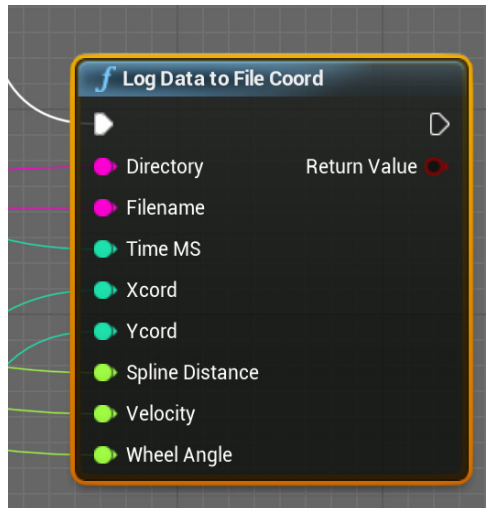 f Log Data to File Coord
Directory Return Value
Filename
Time MS
Xcord
Ycord
Spline Distance
Velocity
Wheel Angle